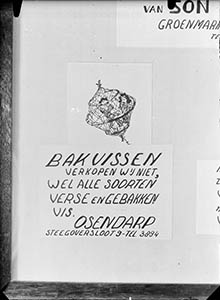 VAN SON
GROENMAR
TE
BAKVISSEN
VERKOPEN WIJ NIET,
WEL ALLE SOORTEN
VERSE EN GEBAKKEN
VIS.
OSENDARP
STEEGOVERSLOOT 9-TEL 3894